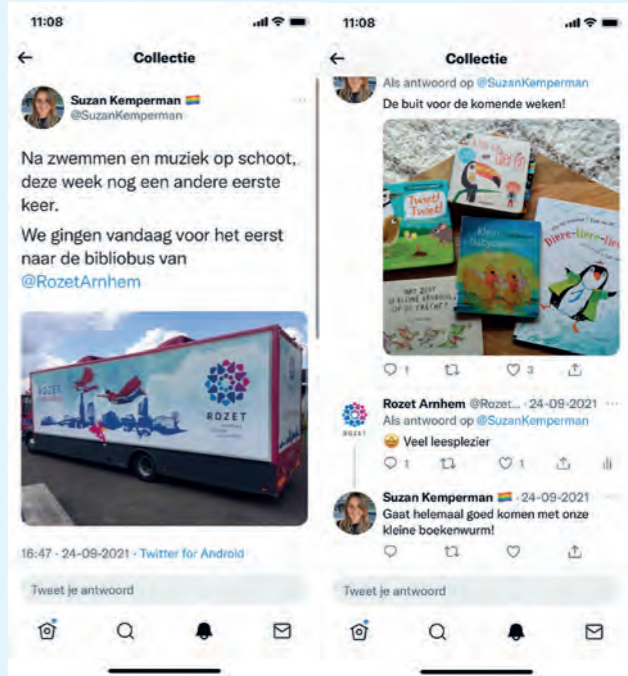 11:08
Collectie
Suzan Kemperman
@SuzanKemperman
Na zwemmen en muziek op schoot,
deze week nog een andere eerste
keer.
We gingen vandaag voor het eerst
naar de bibliobus van
@RozetArnhem
ROZET
ROZET
16:47 · 24-09-2021 · Twitter for Android
Tweet je antwoord
11:08
Collectie
Als antwoord op @SuzanKemperman
De buit voor de komende weken!
dieren
Tweet!
Tweet!
Klein
Diere-liere-lier
1
3
Rozet Arnhem @Rozet... · 24-09-2021
Als antwoord op @SuzanKemperman
ROZET
Veel leesplezier
1
1
Suzan Kemperman · 24-09-2021
Gaat helemaal goed komen met onze
kleine boekenwurm!
Tweet je antwoord